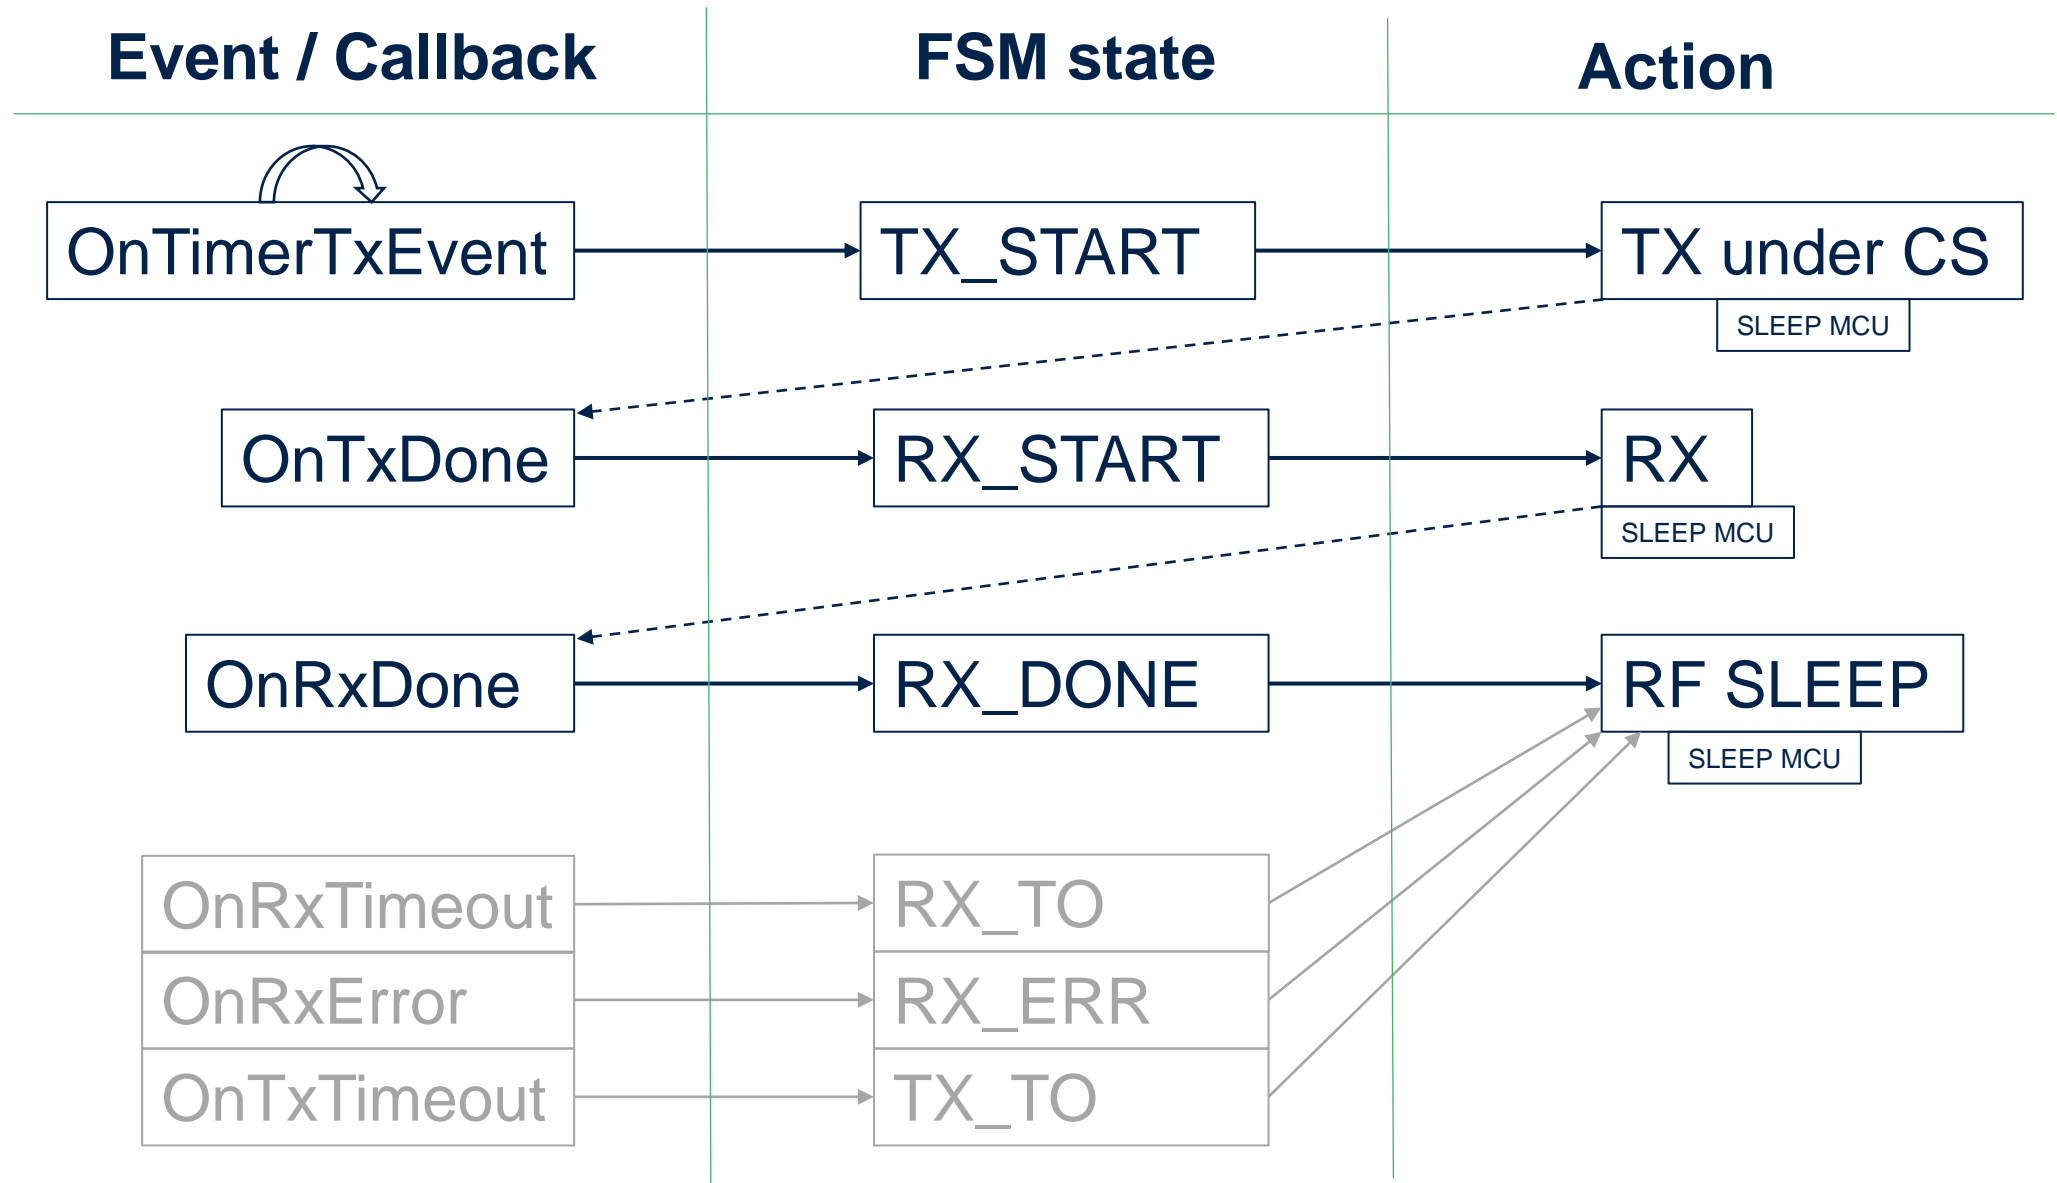 Event / Callback
FSM state
Action
OnTimerTxEvent
TX_START
TX under CS
SLEEP MCU
OnTxDone
RX_START
RX
SLEEP MCU
OnRxDone
RX_DONE
RF SLEEP
SLEEP MCU
OnRxTimeout
RX_TO
OnRxError
RX_ERR
OnTxTimeout
TX_TO